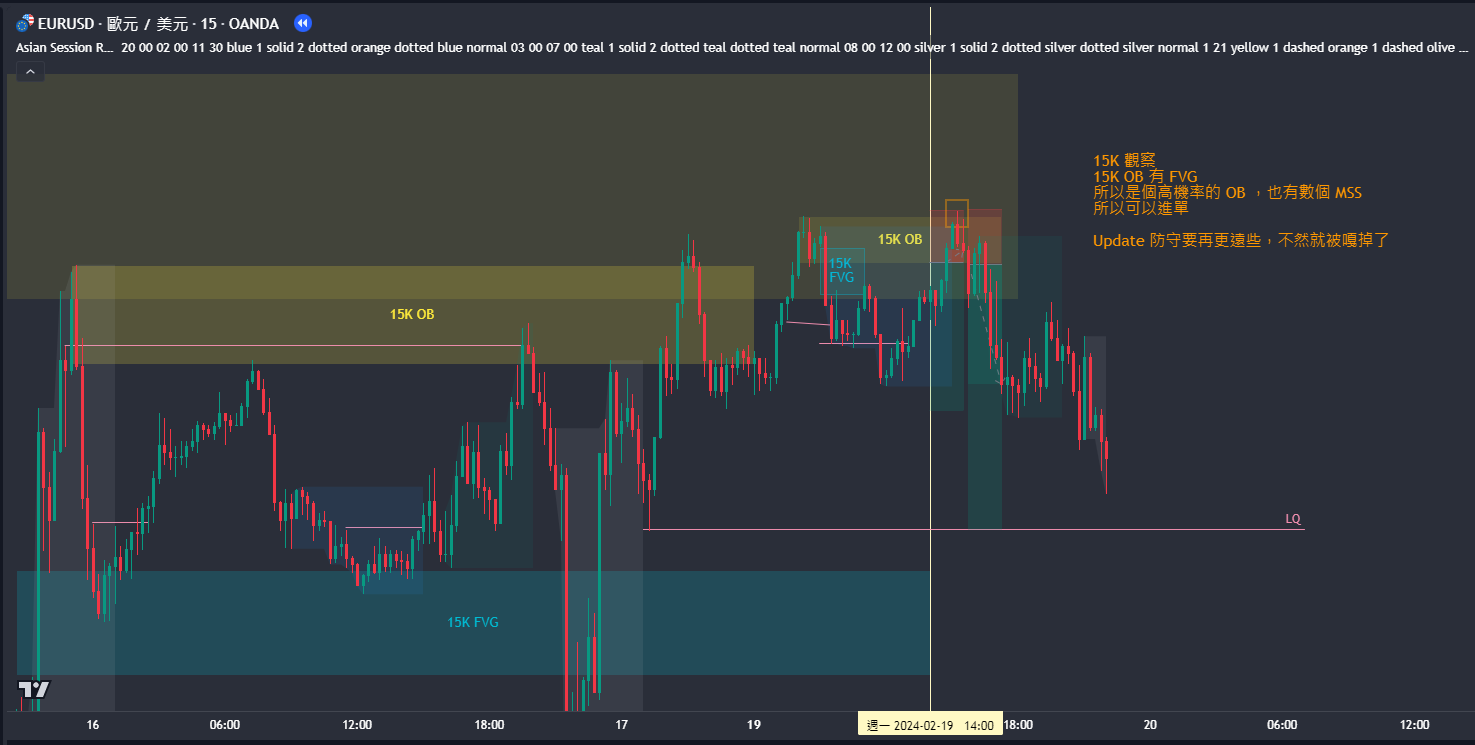 EURUSD · 歐元 / 美元 · 15 · OANDA
Asian Session R... 20 00 02 00 11 30 blue 1 solid 2 dotted orange dotted blue normal 03 00 07 00 teal 1 solid 2 dotted teal dotted teal normal 08 00 12 00 silver 1 solid 2 dotted silver dotted silver normal 1 21 yellow 1 dashed orange 1 dashed olive ...
15K 觀察
15K OB 有 FVG
所以是個高機率的 OB ，也有數個 MSS
所以可以進單
Update 防守要再更遠些，不然就被嘎掉了
15K OB
15K
FVG
15K OB
LQ
15K FVG
16 06:00 12:00 18:00 17 19 週一 2024-02-19 14:00 18:00 20 06:00 12:00